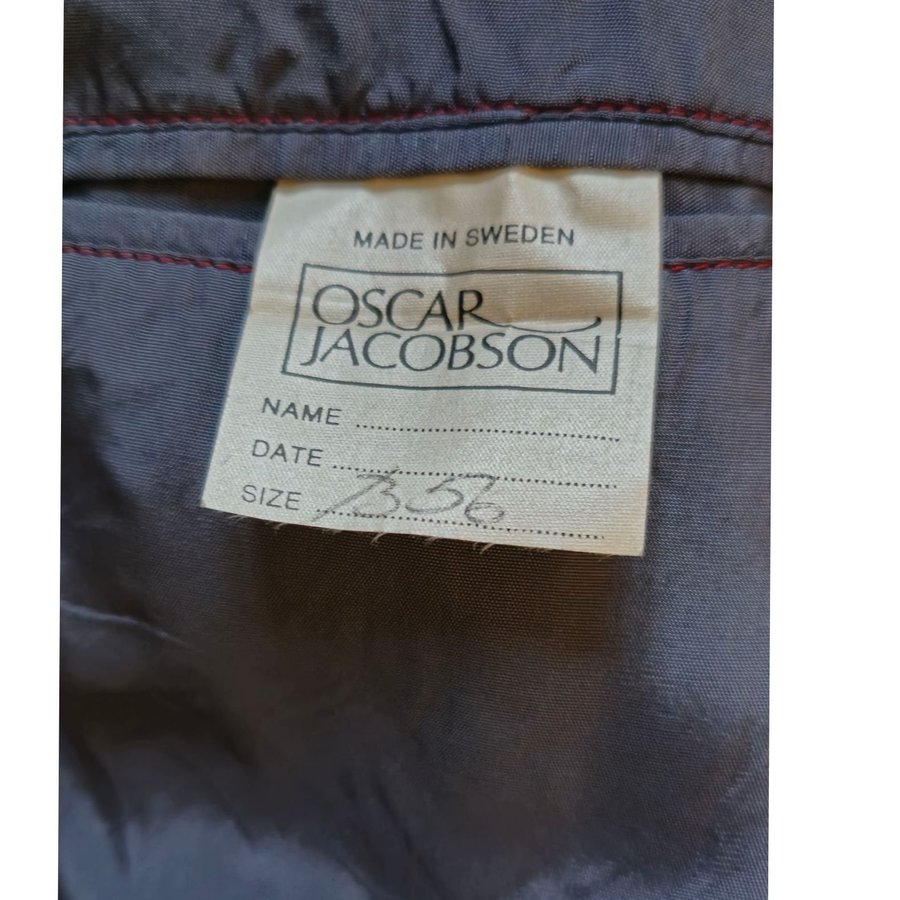 MADE IN SWEDEN
OSCAR
JACOBSON
NAME
DATE
SIZE B56